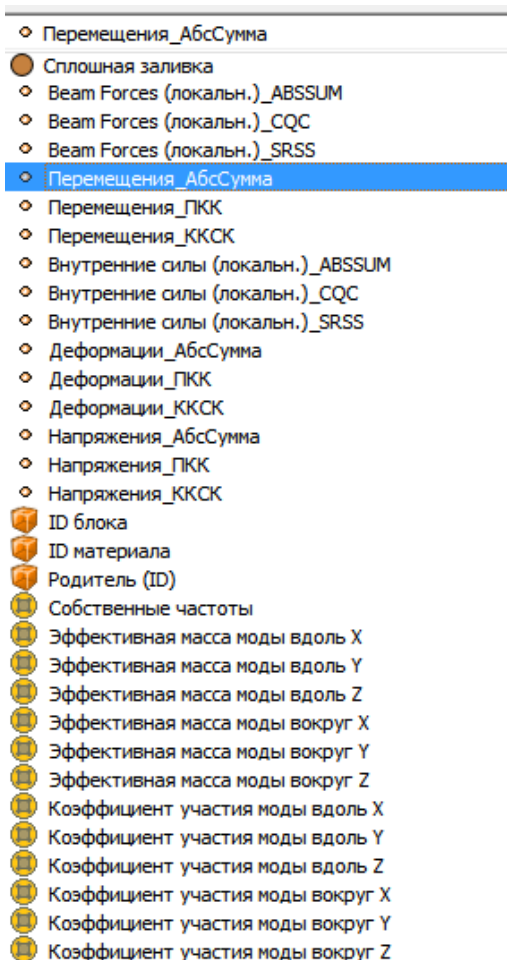 Перемещения_АбсСумма
Сплошная заливка
Beam Forces (локальн.)_ABSSUM
Beam Forces (локальн.)_CQC
Beam Forces (локальн.)_SRSS
Перемещения_АбсСумма
Перемещения_ПКК
Перемещения_ККСК
Внутренние силы (локальн.)_ABSSUM
Внутренние силы (локальн.)_CQC
Внутренние силы (локальн.)_SRSS
Деформации_АбсСумма
Деформации_ПКК
Деформации_ККСК
Напряжения_АбсСумма
Напряжения_ПКК
Напряжения_ККСК
ID блока
ID материала
Родитель (ID)
Собственные частоты
Эффективная масса моды вдоль X
Эффективная масса моды вдоль Y
Эффективная масса моды вдоль Z
Эффективная масса моды вокруг X
Эффективная масса моды вокруг Y
Эффективная масса моды вокруг Z
Коэффициент участия моды вдоль X
Коэффициент участия моды вдоль Y
Коэффициент участия моды вдоль Z
Коэффициент участия моды вокруг X
Коэффициент участия моды вокруг Y
Коэффициент участия моды вокруг Z